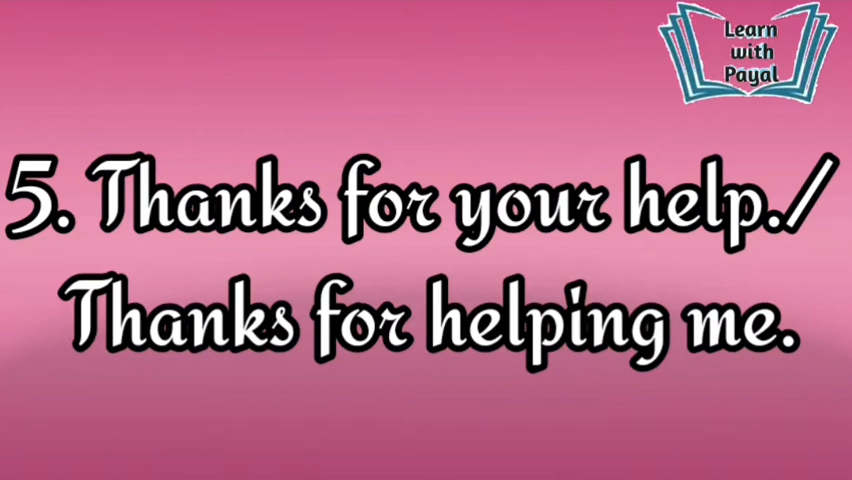 Learn
with
Payal
5. Thanks for your help./
Thanks for helping me.